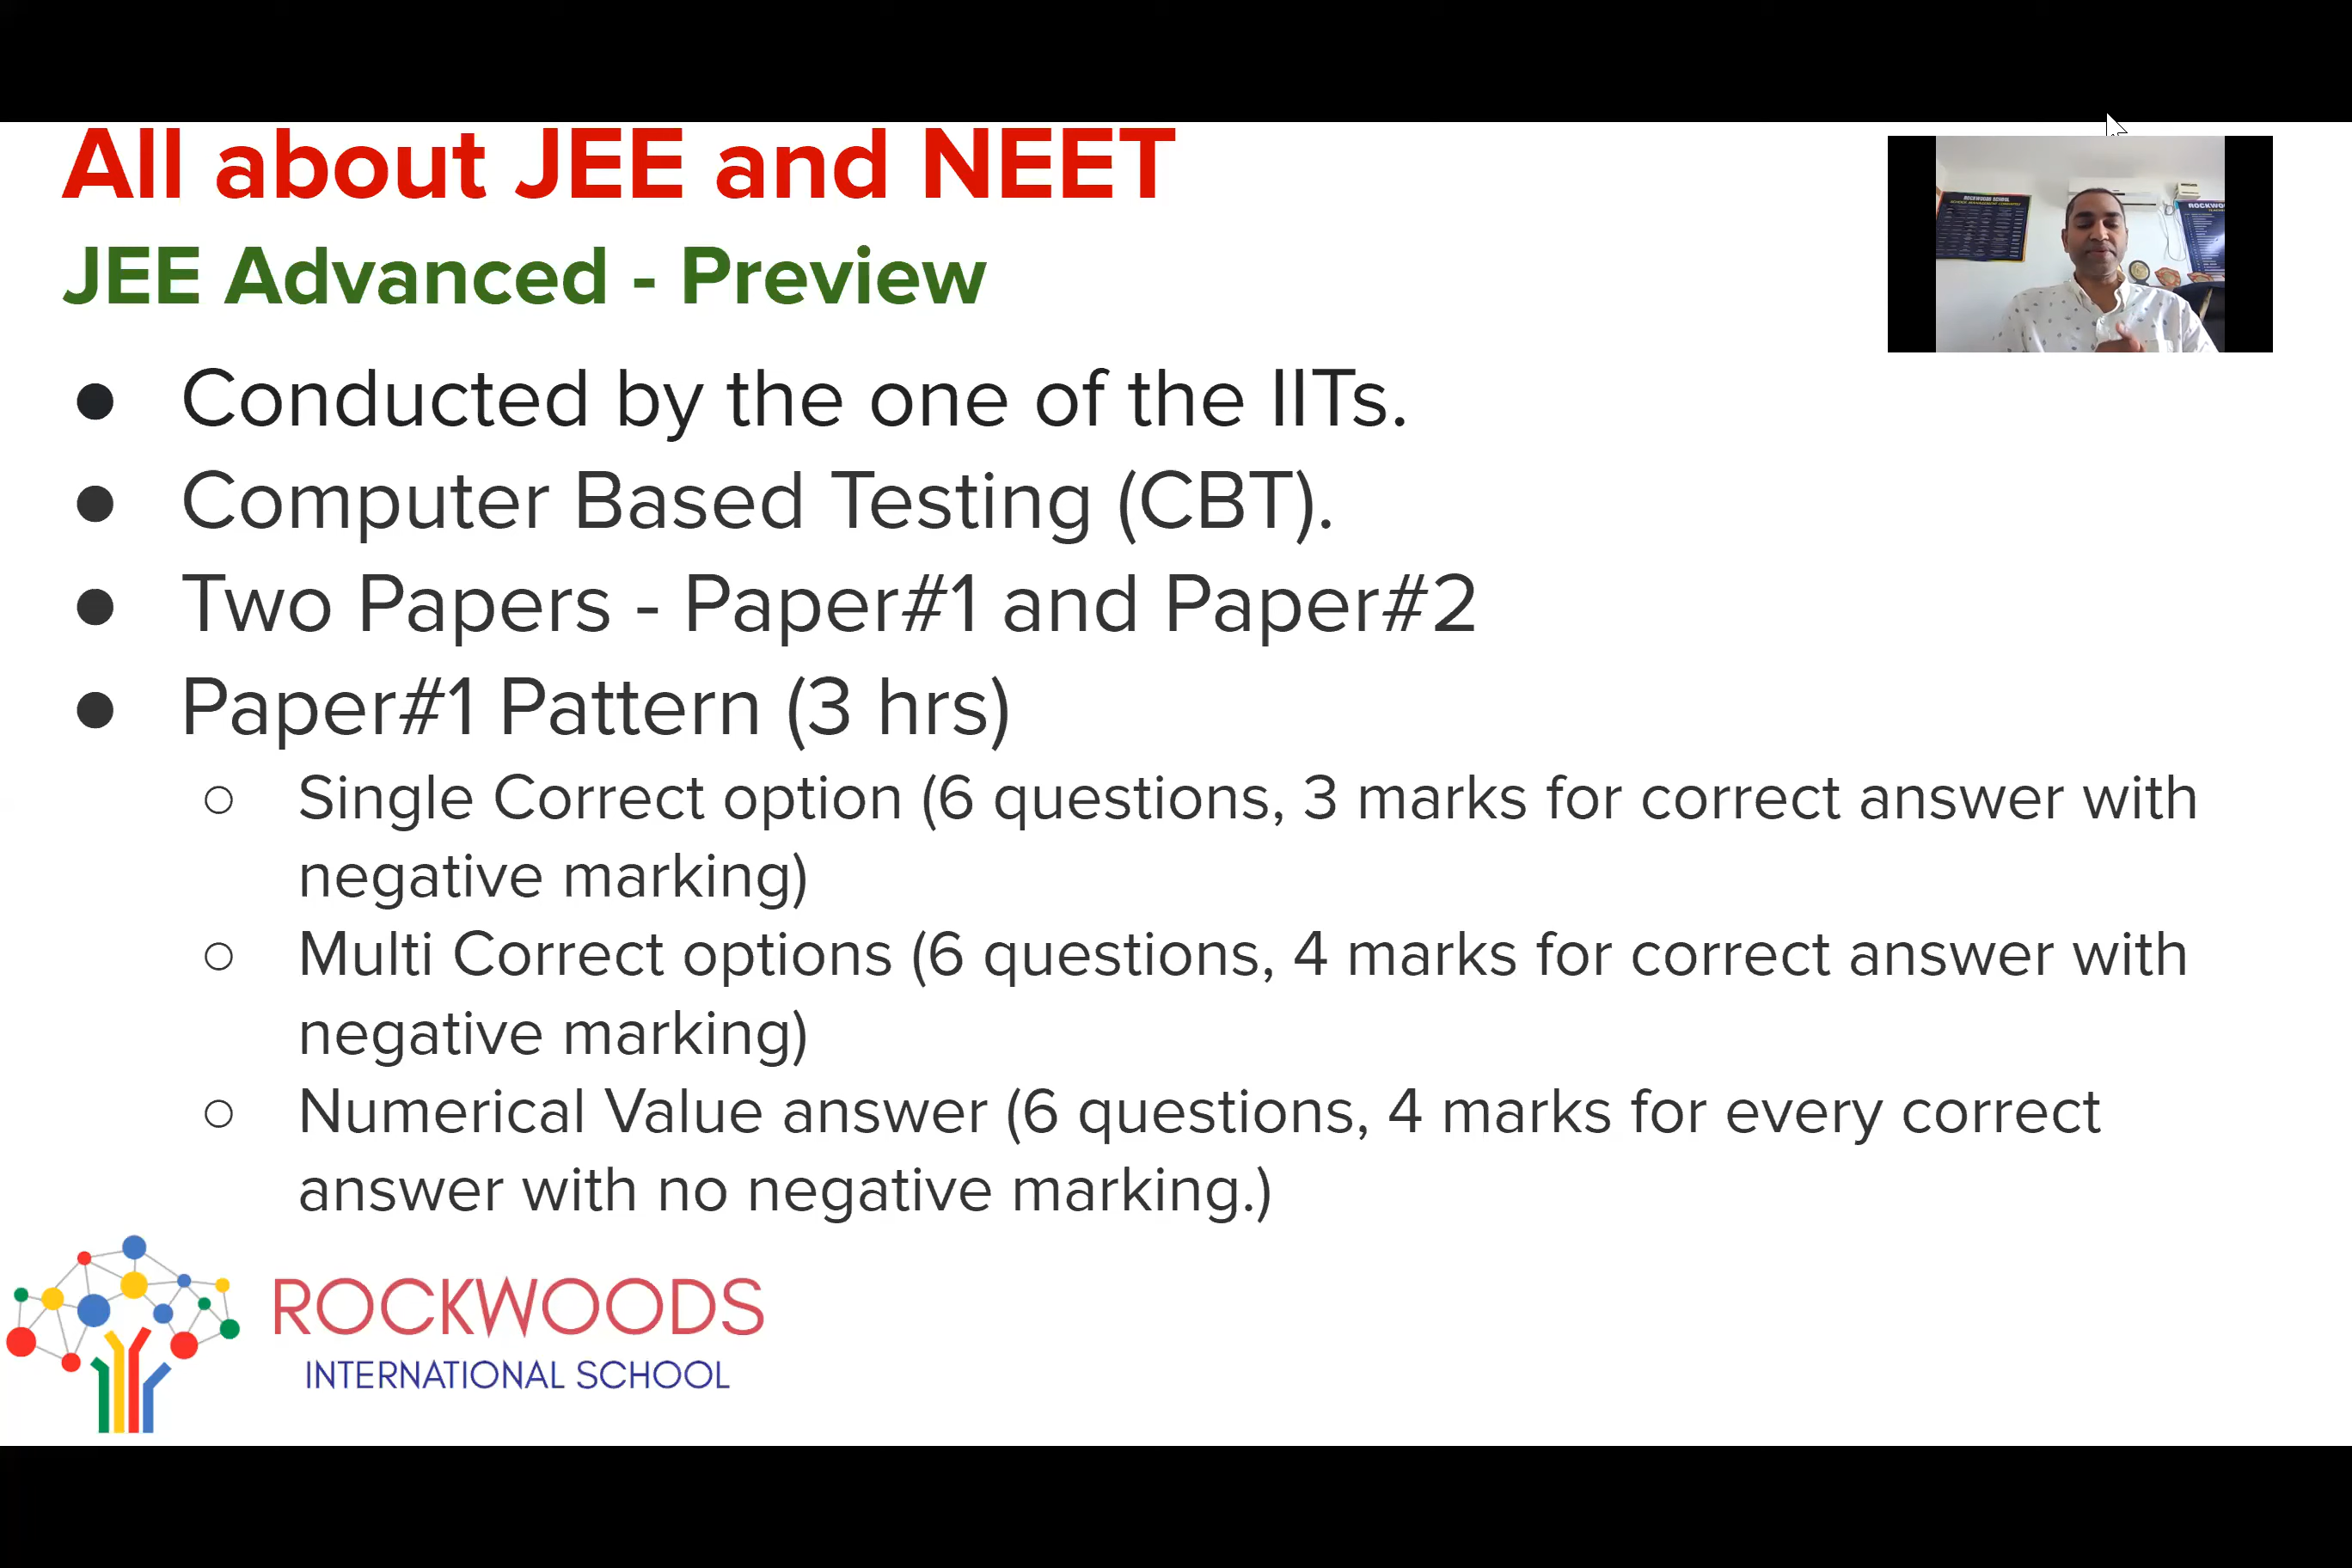 All about JEE and NEET
JEE Advanced - Preview
● Conducted by the one of the IITs.
● Computer Based Testing (CBT).
● Two Papers - Paper#1 and Paper#2
● Paper#1 Pattern (3 hrs)
○ Single Correct option (6 questions, 3 marks for correct answer with
negative marking)
○ Multi Correct options (6 questions, 4 marks for correct answer with
negative marking)
○ Numerical Value answer (6 questions, 4 marks for every correct
answer with no negative marking.)
ROCKWOODS
INTERNATIONAL SCHOOL
ROCKWOODS SCHOOL